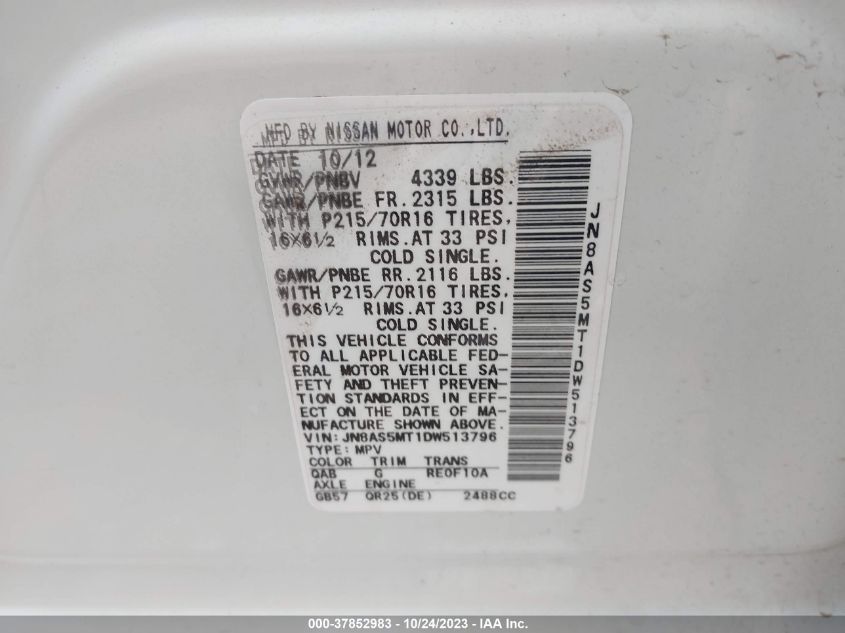 MFD BY NISSAN MOTOR CO.,LTD.
DATE 10/12
GVWR/PNBV 4339 LBS.
GAWR/PNBE FR. 2315 LBS.
WITH P215/70R16 TIRES,
16×6½ RIMS. AT 33 PSI
COLD SINGLE.
GAWR/PNBE RR. 2116 LBS.
WITH P215/70R16 TIRES,
16×6½ RIMS. AT 33 PSI
COLD SINGLE.
THIS VEHICLE CONFORMS
TO ALL APPLICABLE FED-
ERAL MOTOR VEHICLE SA-
FETY AND THEFT PREVEN-
TION STANDARDS IN EFF-
ECT ON THE DATE OF MA-
NUFACTURE SHOWN ABOVE.
VIN: JN8AS5MT1DW513796
TYPE: MPV
COLOR TRIM TRANS
QAB G RE0F10A
AXLE ENGINE
GB57 QR25(DE) 2488CC
JN8AS5MT1DW513796
000-37852983 - 10/24/2023 - IAA Inc.